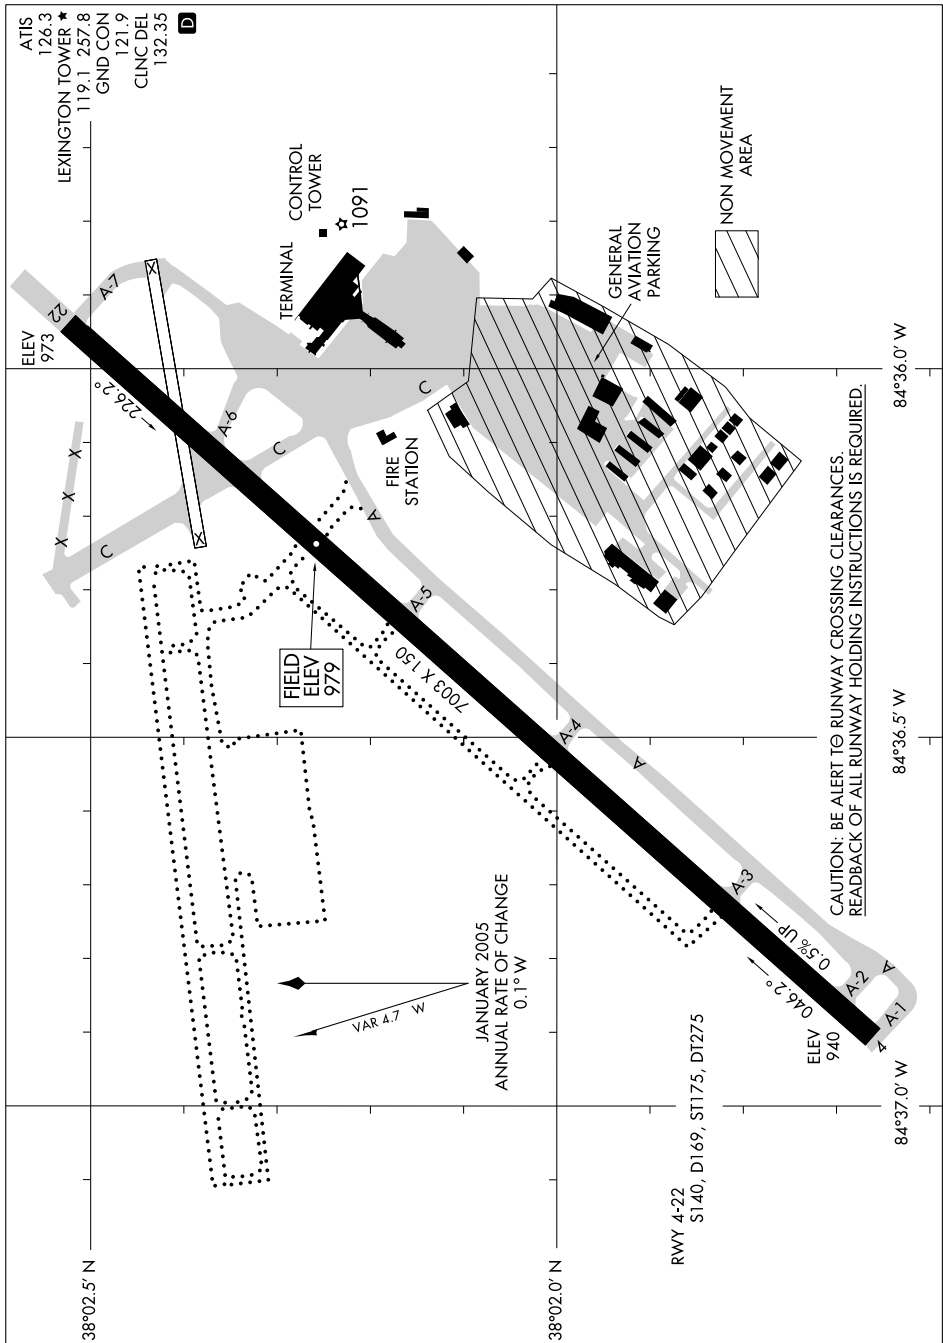 ATIS
126.3
LEXINGTON TOWER ★
119.1 257.8
GND CON
121.9
CLNC DEL
132.35
D
38°02.5' N
ELEV
973
22
A-7
X
226.2°
CONTROL
TOWER
1091
TERMINAL
A-6
C
C
X
X
X
C
FIRE
STATION
A
GENERAL
AVIATION
PARKING
NON MOVEMENT
AREA
84°36.0' W
FIELD
ELEV
979
A-5
7003 X 150
A-4
A
84°36.5' W
A-3
0.5% UP
046.2°
A-2
A
A-1
4
ELEV
940
JANUARY 2005
ANNUAL RATE OF CHANGE
0.1° W
VAR 4.7 W
CAUTION: BE ALERT TO RUNWAY CROSSING CLEARANCES.
READBACK OF ALL RUNWAY HOLDING INSTRUCTIONS IS REQUIRED.
84°37.0' W
RWY 4-22
S140, D169, ST175, DT275
38°02.0' N